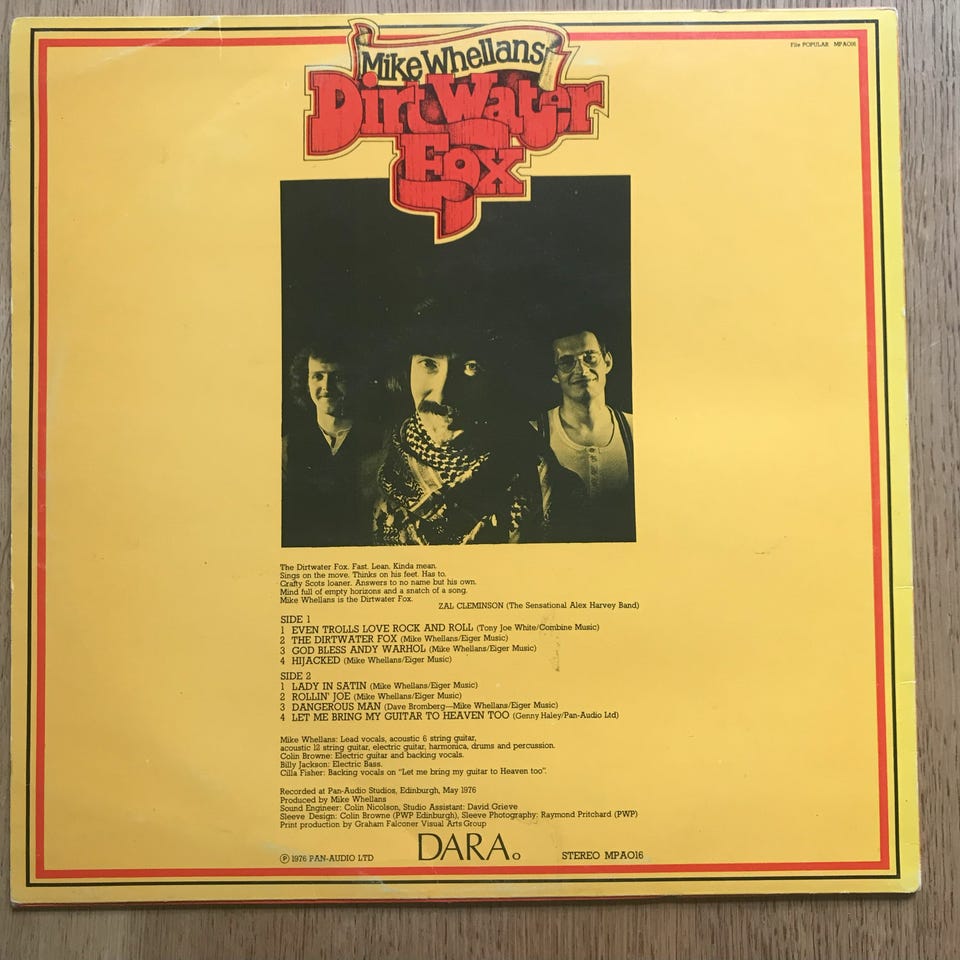 File POPULAR MPA016
Mike Whellans'
Dirtwater
Fox
The Dirtwater Fox. Fast. Lean. Kinda mean.
Sings on the move. Thinks on his feet. Has to.
Crafty Scots loaner. Answers to no name but his own.
Mind full of empty horizons and a snatch of a song.
Mike Whellans is the Dirtwater Fox.
ZAL CLEMINSON (The Sensational Alex Harvey Band)
SIDE 1
1 EVEN TROLLS LOVE ROCK AND ROLL (Tony Joe White/Combine Music)
2 THE DIRTWATER FOX (Mike Whellans/Eiger Music)
3 GOD BLESS ANDY WARHOL (Mike Whellans/Eiger Music)
4 HIJACKED (Mike Whellans/Eiger Music)
SIDE 2
1 LADY IN SATIN (Mike Whellans/Eiger Music)
2 ROLLIN' JOE (Mike Whellans/Eiger Music)
3 DANGEROUS MAN (Dave Bromberg—Mike Whellans/Eiger Music)
4 LET ME BRING MY GUITAR TO HEAVEN TOO (Genny Haley/Pan-Audio Ltd)
Mike Whellans: Lead vocals, acoustic 6 string guitar,
acoustic 12 string guitar, electric guitar, harmonica, drums and percussion.
Colin Browne: Electric guitar and backing vocals.
Billy Jackson: Electric Bass.
Cilla Fisher: Backing vocals on "Let me bring my guitar to Heaven too".
Recorded at Pan-Audio Studios, Edinburgh, May 1976
Produced by Mike Whellans
Sound Engineer: Colin Nicolson, Studio Assistant: David Grieve
Sleeve Design: Colin Browne (PWP Edinburgh), Sleeve Photography: Raymond Pritchard (PWP)
Print production by Graham Falconer Visual Arts Group
℗ 1976 PAN-AUDIO LTD DARA. STEREO MPA016